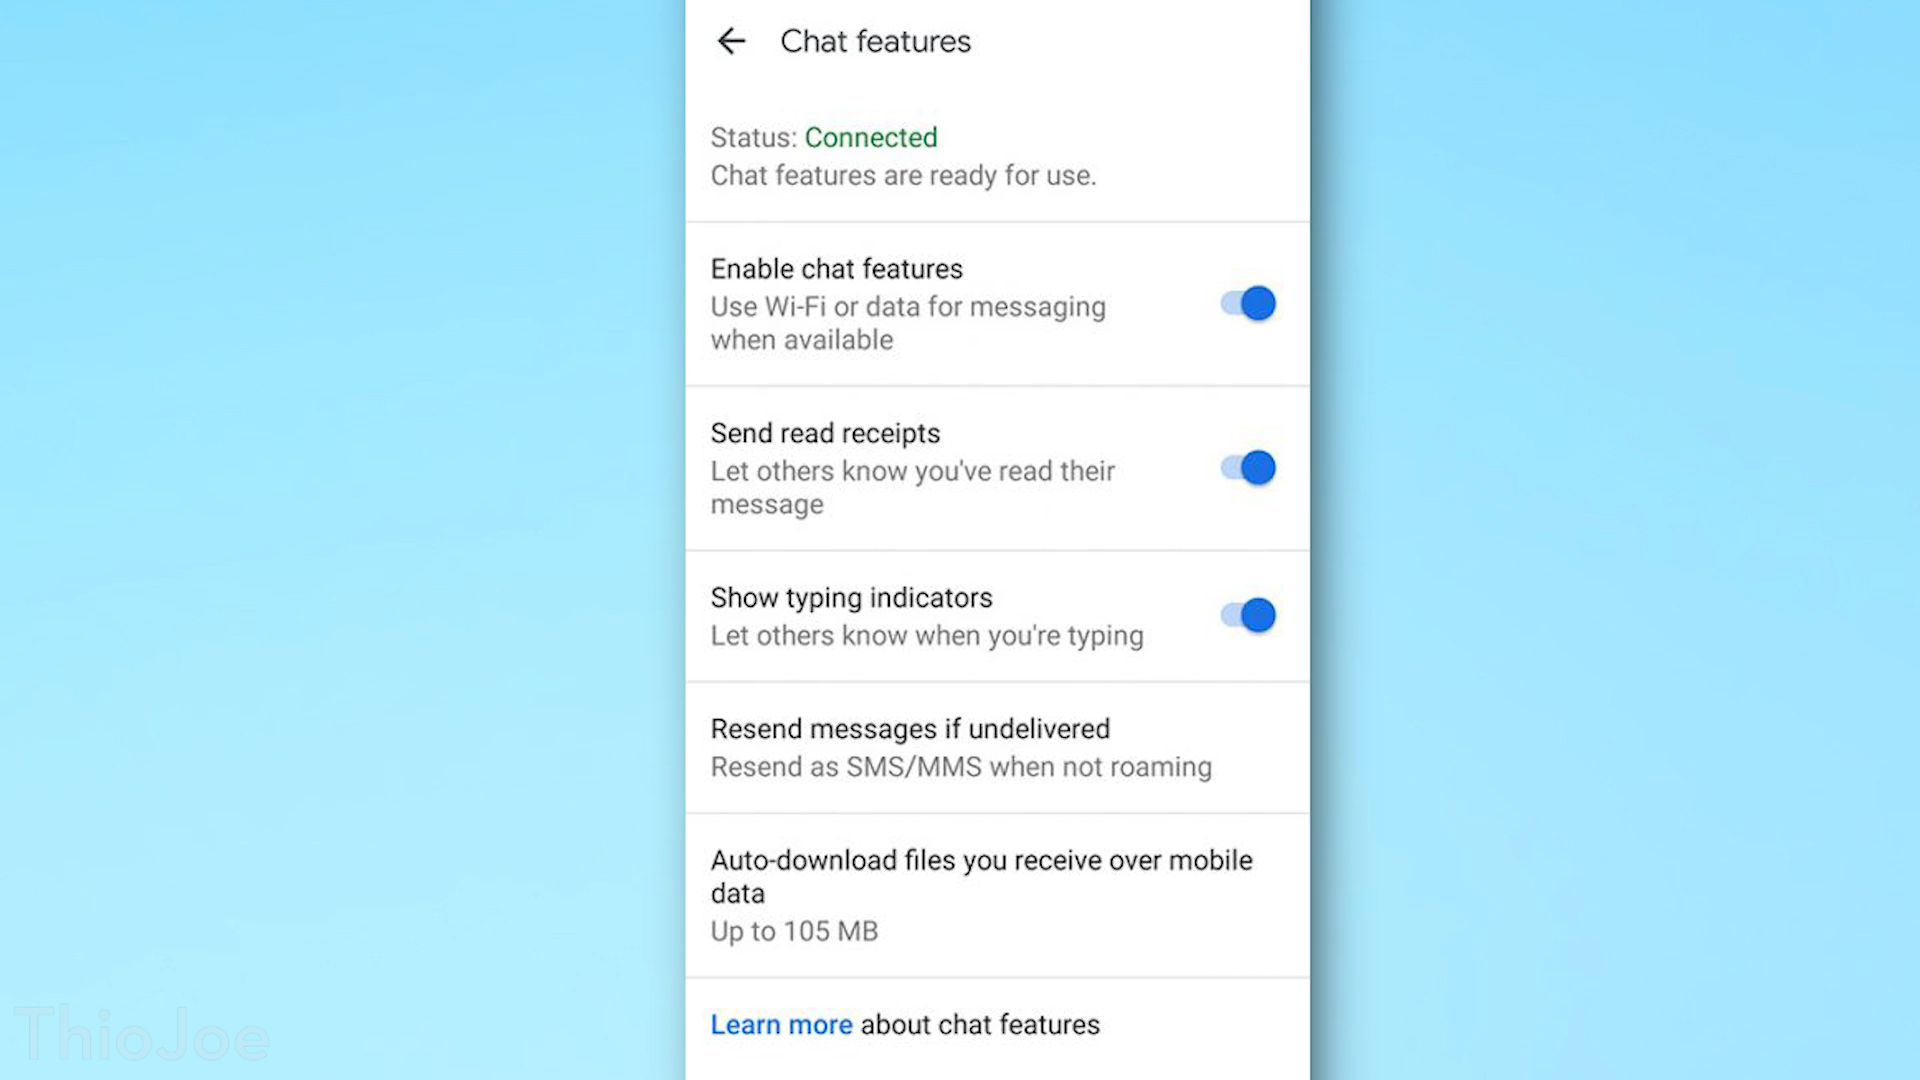 Chat features
Status: Connected
Chat features are ready for use.
Enable chat features
Use Wi-Fi or data for messaging
when available
Send read receipts
Let others know you've read their
message
Show typing indicators
Let others know when you're typing
Resend messages if undelivered
Resend as SMS/MMS when not roaming
Auto-download files you receive over mobile
data
Up to 105 MB
Learn more about chat features
ThioJoe